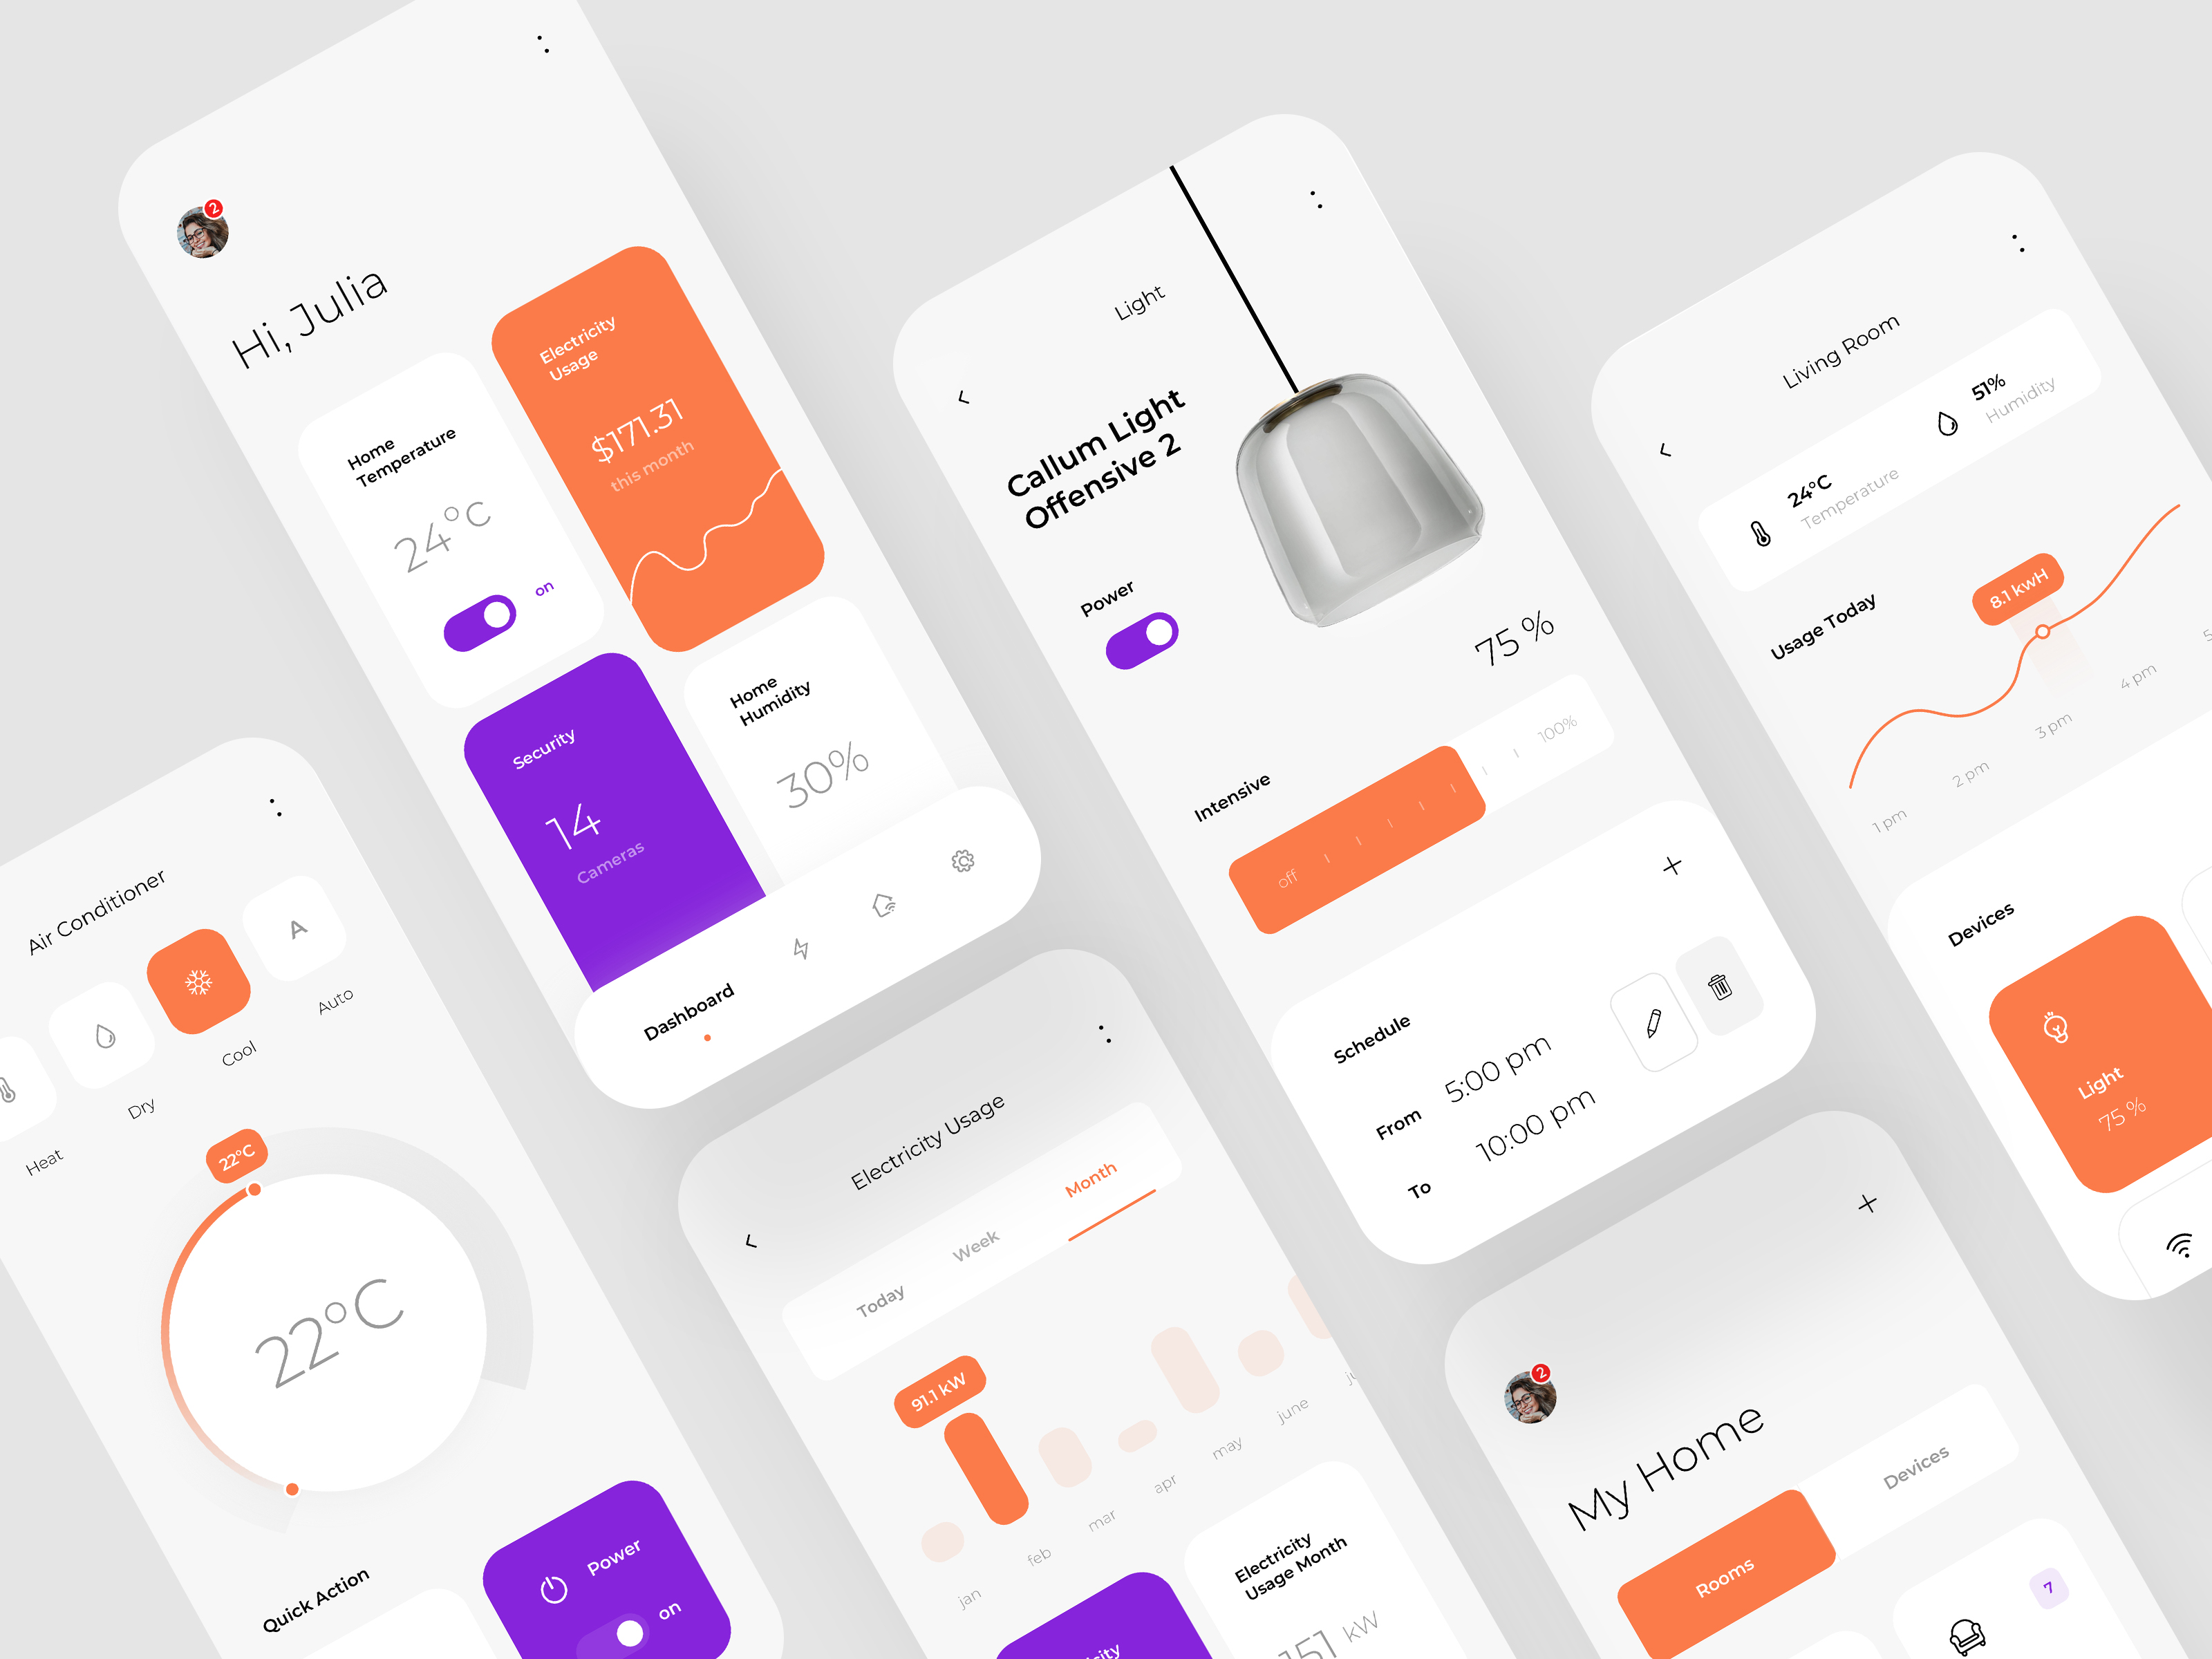 2
Hi, Julia
Home
Temperature
24°C
on
Electricity
Usage
$171.31
this month
Security
14
Cameras
Home
Humidity
30%
Dashboard
Light
Callum Light
Offensive 2
Power
75 %
Intensive
off
100%
Schedule
From 5:00 pm
To 10:00 pm
Living Room
24°C
Temperature
51%
Humidity
Usage Today
8.1 kwH
1 pm
2 pm
3 pm
4 pm
Devices
Light
75 %
Air Conditioner
Heat
Dry
Cool
A
Auto
22°C
22°C
Quick Action
Power
on
Electricity Usage
Today
Week
Month
91.1 kW
jan
feb
mar
apr
may
june
Electricity
Usage Month
151 kW
2
My Home
Rooms
Devices
7